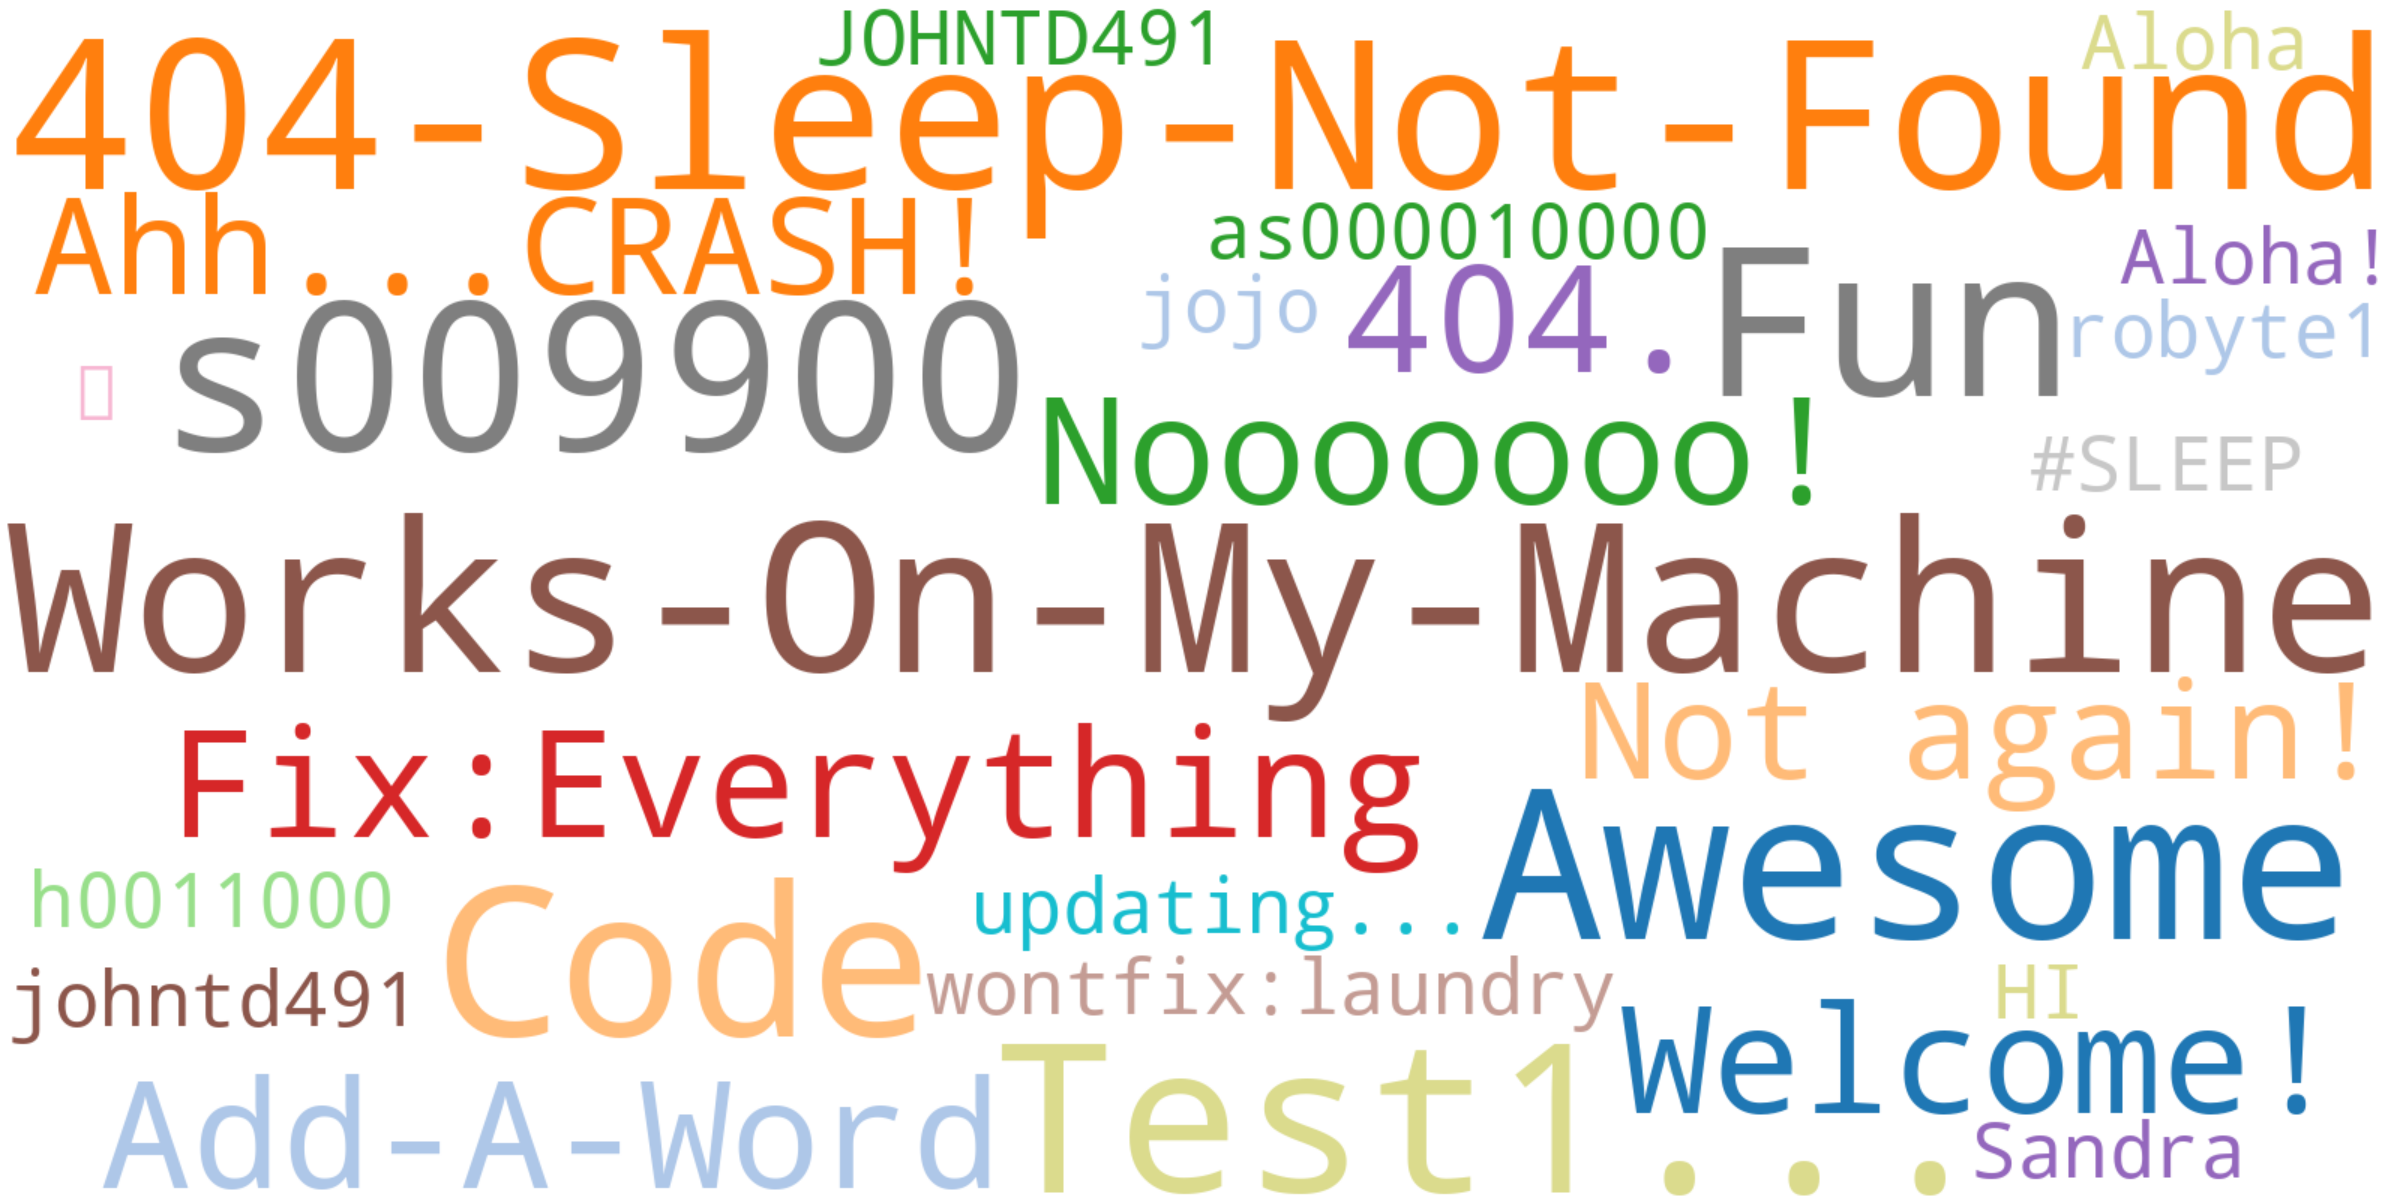 JOHNTD491
Aloha
404-Sleep-Not-Found
Ahh...CRASH!
as000010000
Aloha!
jojo
404.
Fun
robyte1
s009900
Nooooooo!
#SLEEP
Works-On-My-Machine
Not again!
Fix:Everything
Awesome
h0011000
Code
updating...
johntd491
wontfix:laundry
HI
Welcome!
Add-A-Word
Test1...
Sandra